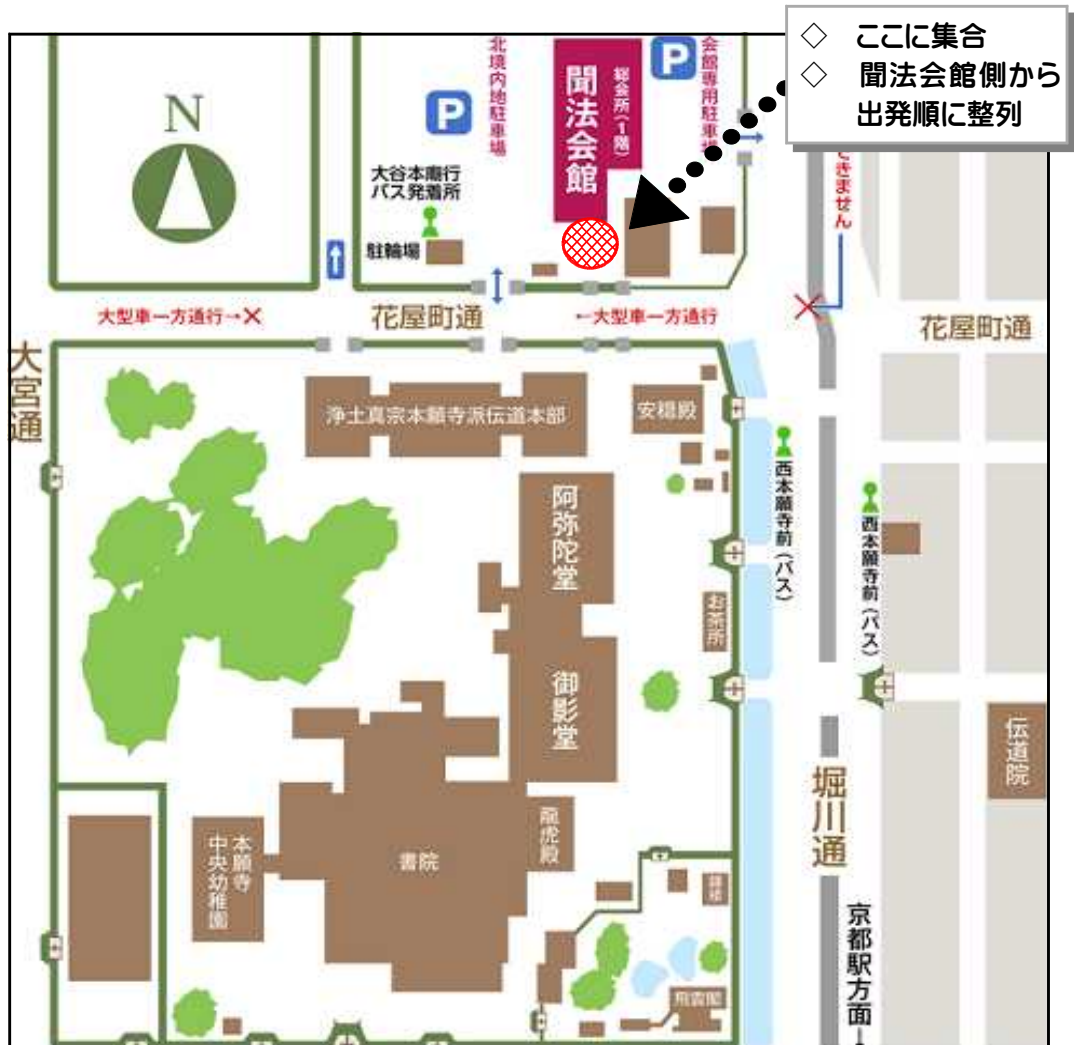 ◇ ここに集合
◇ 聞法会館側から
出発順に整列
N
P
北境内地駐車場
聞法会館
総会所(1階)
P
会館専用駐車場
大谷本廟行
バス発着所
駐輪場
できません
大型車一方通行→×
花屋町通
←大型車一方通行
花屋町通
大宮通
浄土真宗本願寺派伝道本部
安穏殿
阿弥陀堂
西本願寺前(バス)
西本願寺前(バス)
お茶所
御影堂
伝道院
堀川通
龍虎殿
本願寺
中央幼稚園
書院
飛雲閣
京都駅方面→